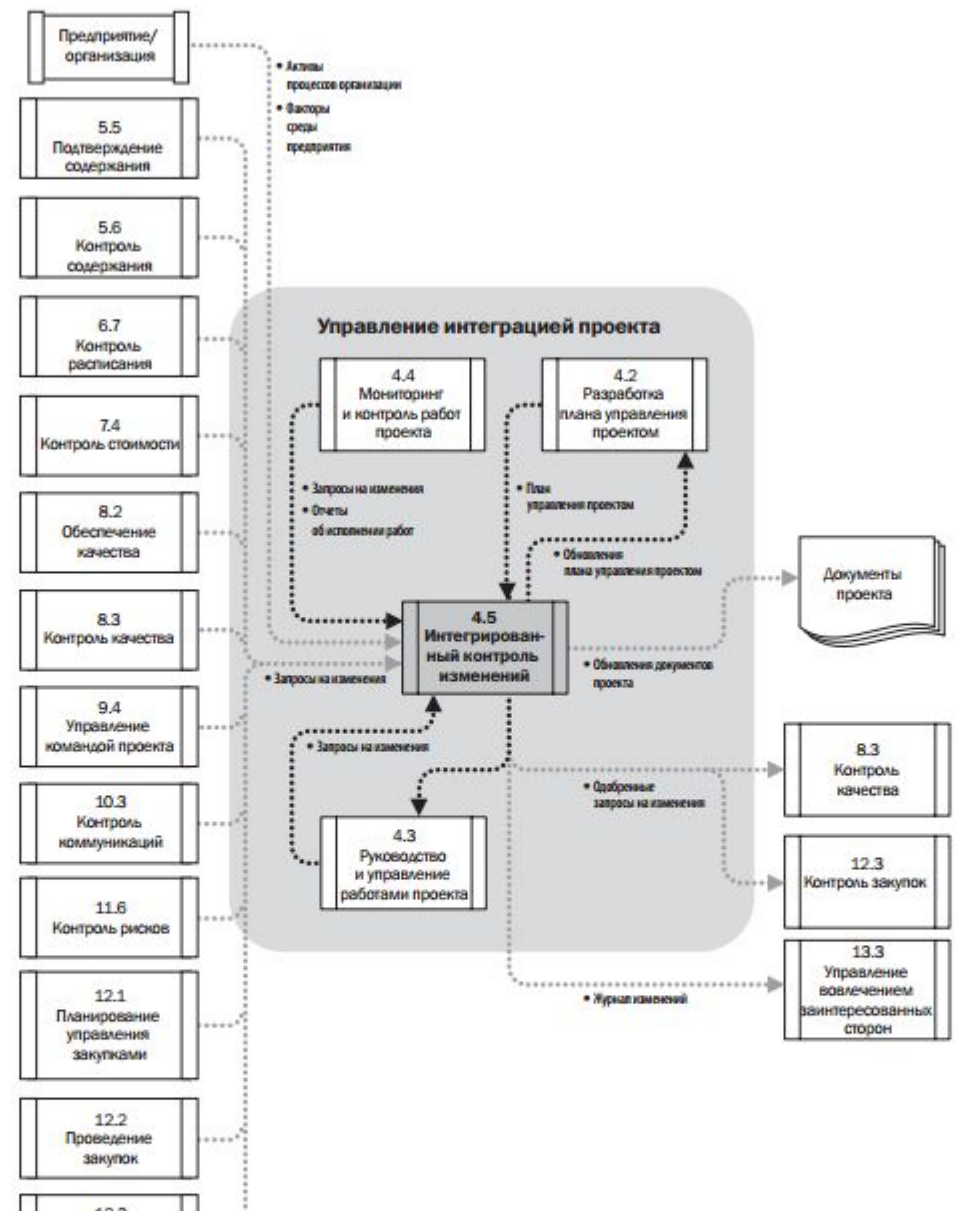 Предприятие/
организация
• Активы
процессов организации
• Факторы
среды
предприятия
5.5
Подтверждение
содержания
5.6
Контроль
содержания
6.7
Контроль
расписания
7.4
Контроль стоимости
8.2
Обеспечение
качества
8.3
Контроль качества
9.4
Управление
командой проекта
10.3
Контроль
коммуникаций
11.6
Контроль рисков
12.1
Планирование
управления
закупками
12.2
Проведение
закупок
• Запросы на изменения
Управление интеграцией проекта
4.4
Мониторинг
и контроль работ
проекта
4.2
Разработка
плана управления
проектом
• Запросы на изменения
• Отчеты
об исполнении работ
• План
управления проектом
• Обновления
плана управления проектом
4.5
Интегрирован-
ный контроль
изменений
• Обновления документов
проекта
• Запросы на изменения
• Одобренные
запросы на изменения
4.3
Руководство
и управление
работами проекта
• Журнал изменений
Документы
проекта
8.3
Контроль
качества
12.3
Контроль закупок
13.3
Управление
вовлечением
заинтересованных
сторон